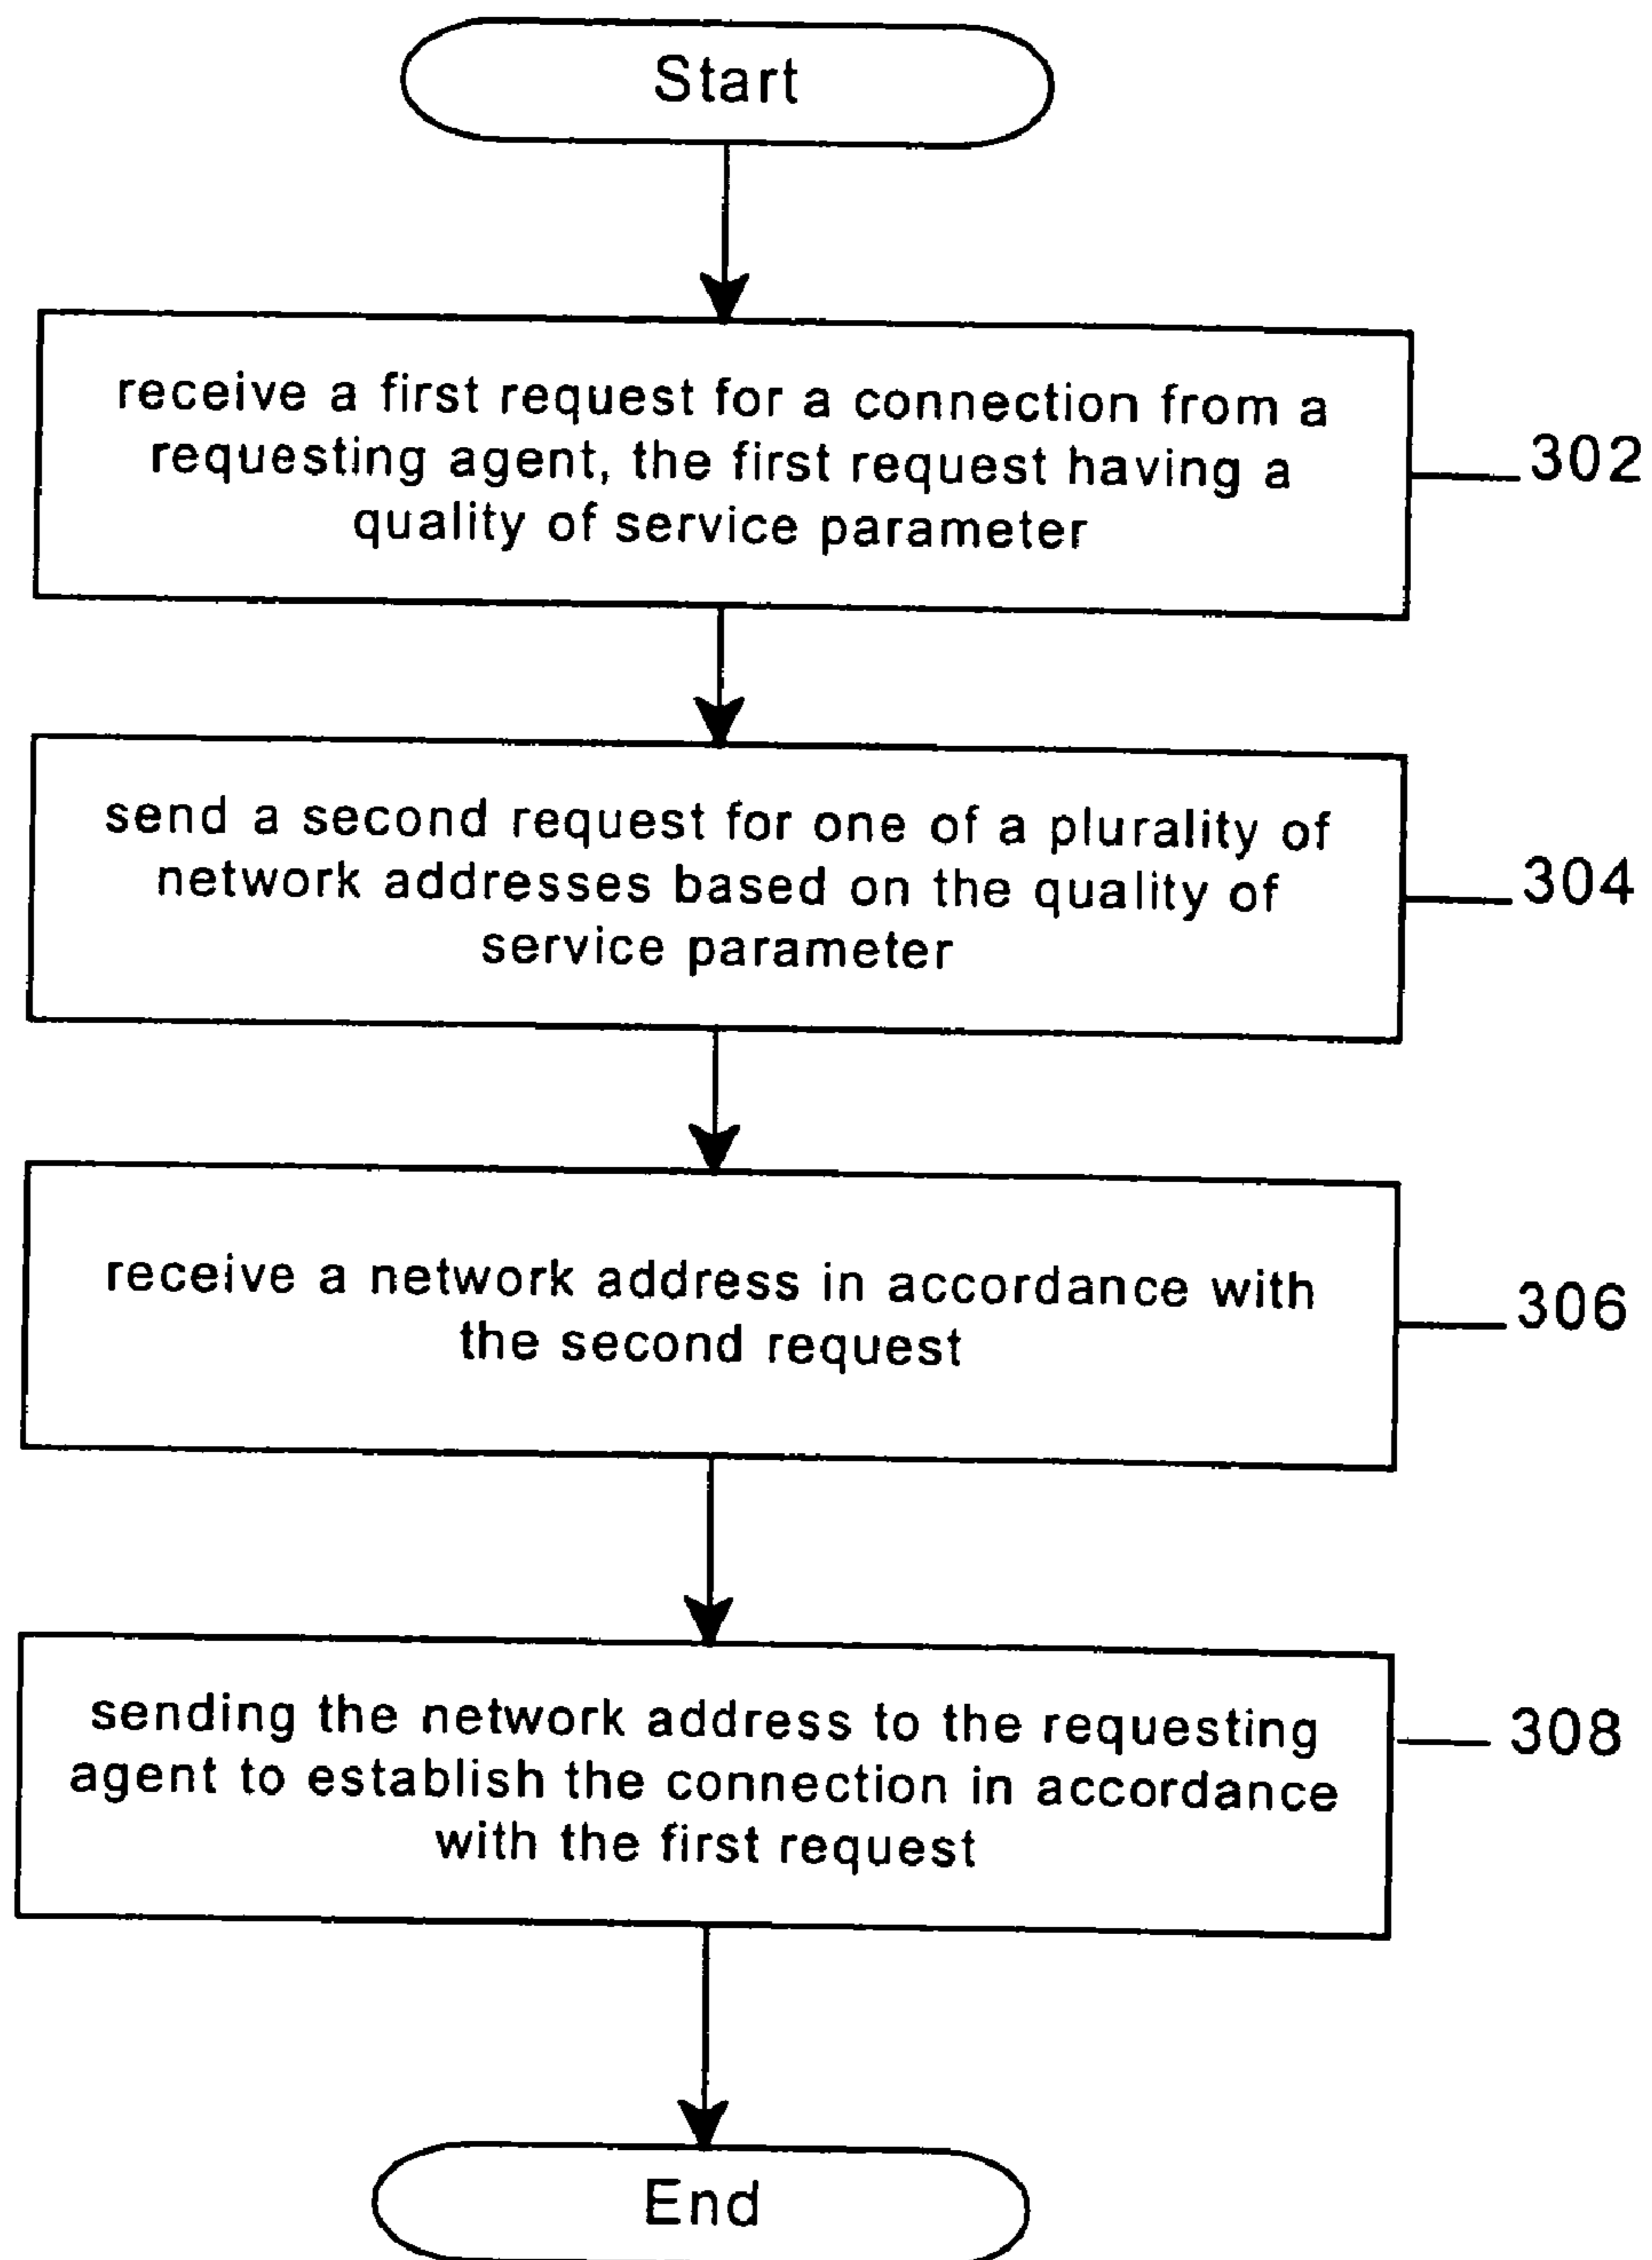 Start
receive a first request for a connection from a
requesting agent, the first request having a
quality of service parameter
302
send a second request for one of a plurality of
network addresses based on the quality of
service parameter
304
receive a network address in accordance with
the second request
306
sending the network address to the requesting
agent to establish the connection in accordance
with the first request
308
End